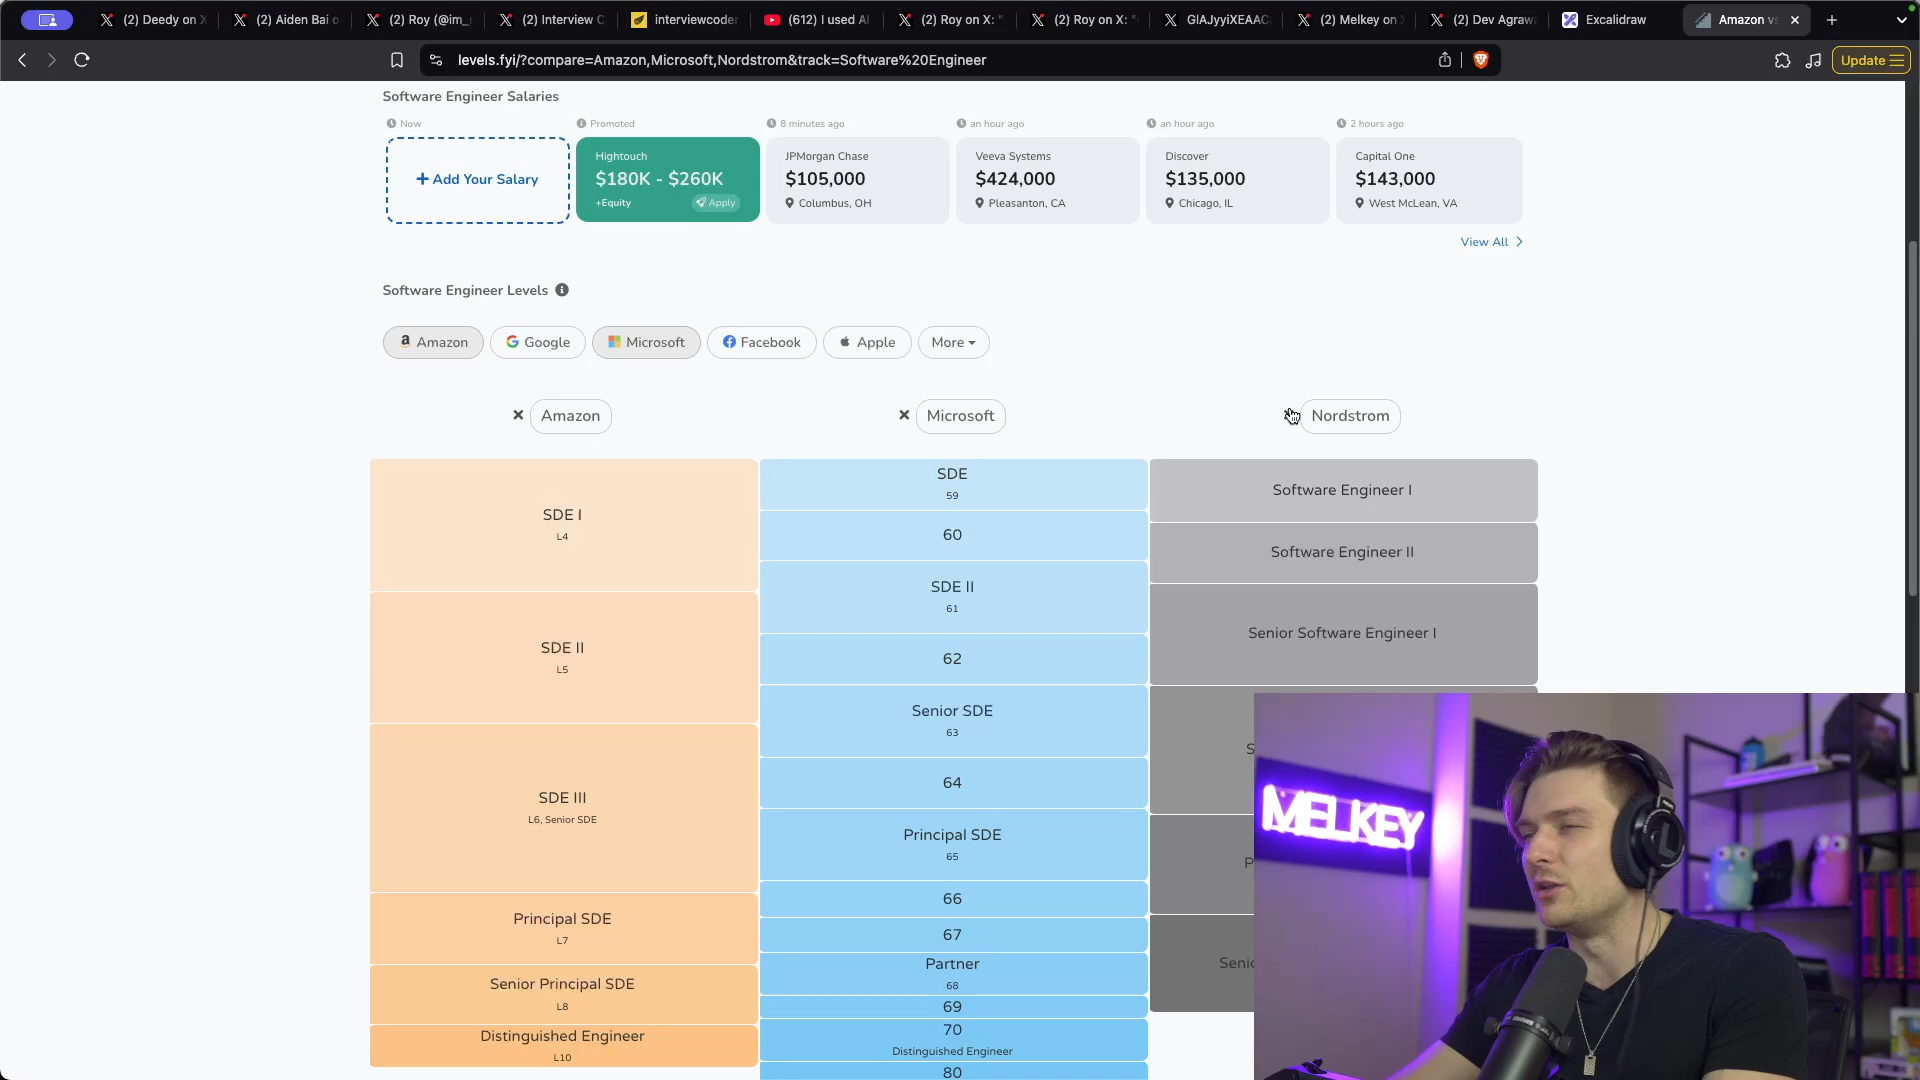 (2) Deedy on X
(2) Aiden Bai o
(2) Roy (@im_
(2) Interview C
interviewcoder
(612) I used AI
(2) Roy on X: "
(2) Roy on X: "
GlAJyyiXEAAC
(2) Melkey on
(2) Dev Agraw
Excalidraw
Amazon vs
levels.fyi/?compare=Amazon,Microsoft,Nordstrom&track=Software%20Engineer
Update
Software Engineer Salaries
Now
Promoted
8 minutes ago
an hour ago
an hour ago
2 hours ago
+ Add Your Salary
Hightouch
$180K - $260K
+Equity
Apply
JPMorgan Chase
$105,000
Columbus, OH
Veeva Systems
$424,000
Pleasanton, CA
Discover
$135,000
Chicago, IL
Capital One
$143,000
West McLean, VA
View All
Software Engineer Levels
Amazon
Google
Microsoft
Facebook
Apple
More
Amazon
Microsoft
Nordstrom
SDE I
L4
SDE II
L5
SDE III
L6, Senior SDE
Principal SDE
L7
Senior Principal SDE
L8
Distinguished Engineer
L10
SDE
59
60
SDE II
61
62
Senior SDE
63
64
Principal SDE
65
66
67
Partner
68
69
70
Distinguished Engineer
80
Software Engineer I
Software Engineer II
Senior Software Engineer I
S
P
Senio
MELKEY